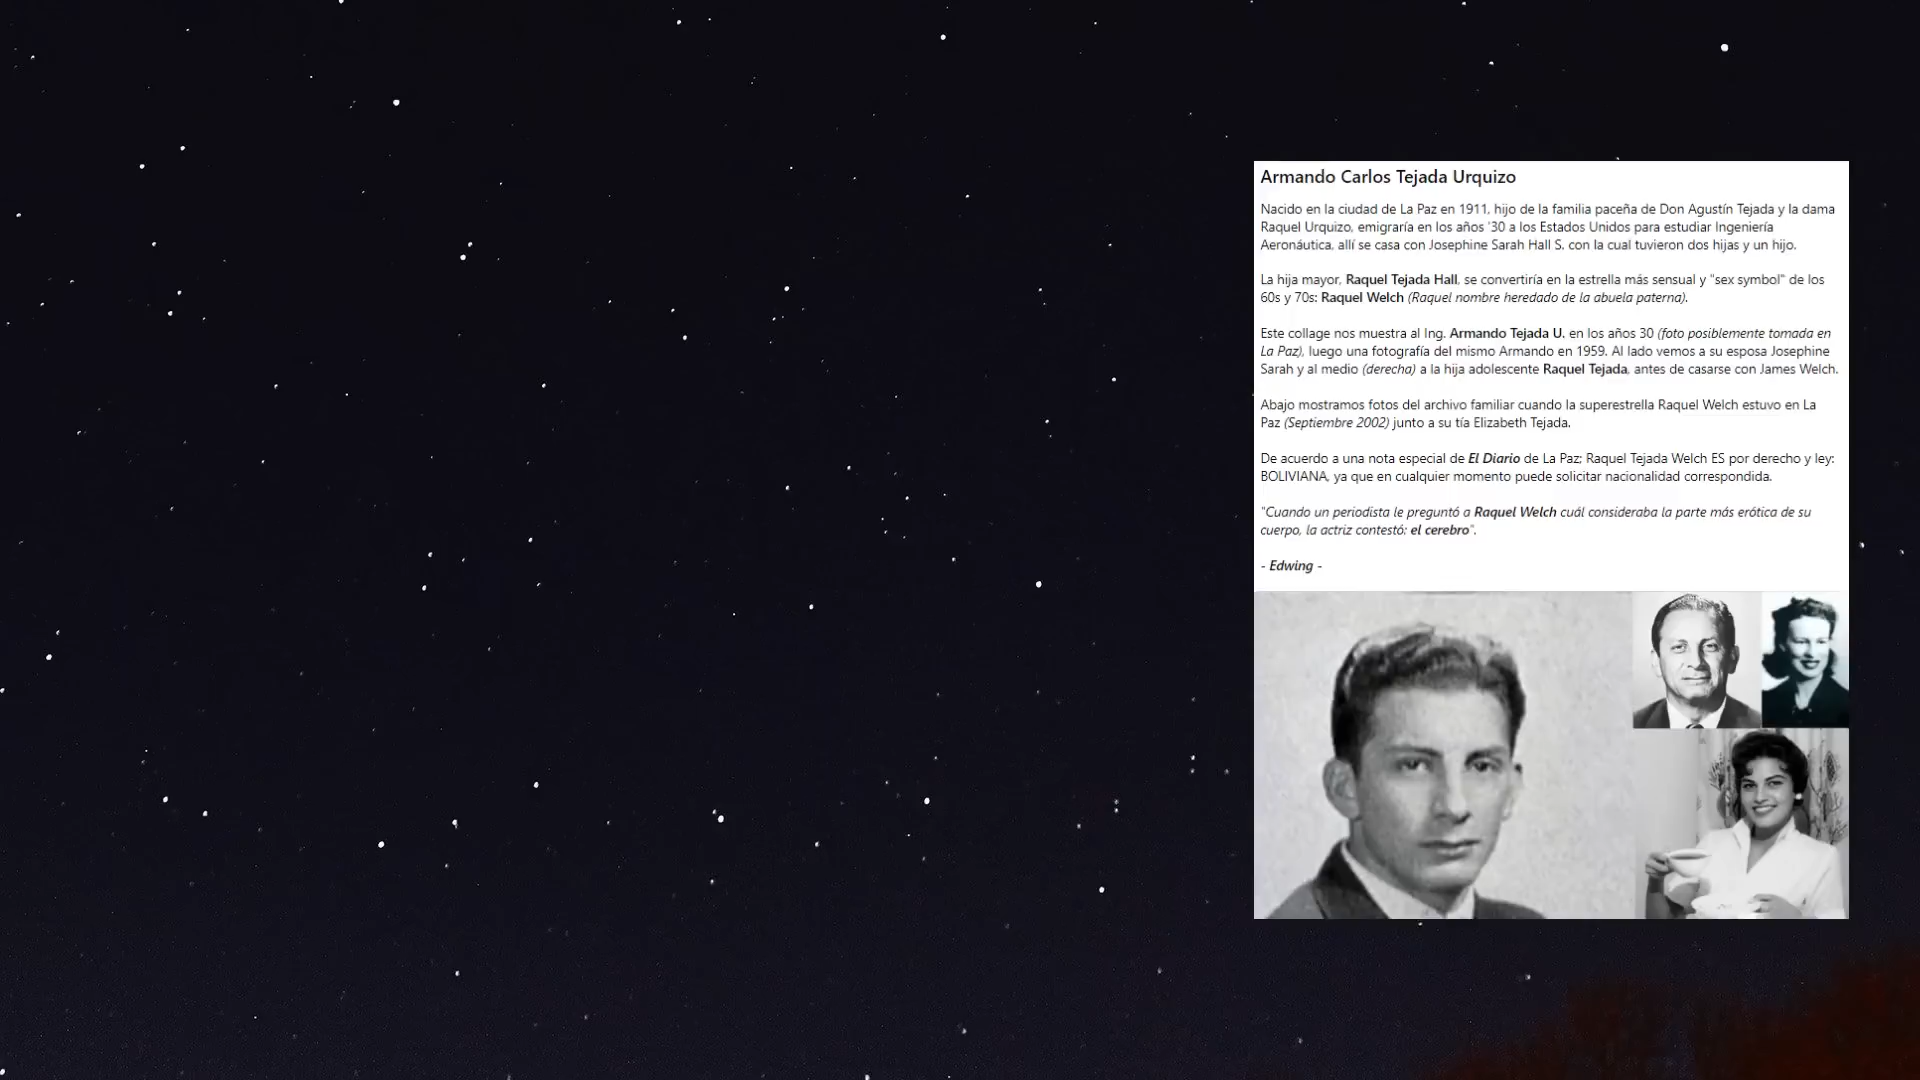 Armando Carlos Tejada Urquizo
Nacido en la ciudad de La Paz en 1911, hijo de la familia paceña de Don Agustín Tejada y la dama
Raquel Urquizo, emigraría en los años '30 a los Estados Unidos para estudiar Ingeniería
Aeronáutica, allí se casa con Josephine Sarah Hall S. con la cual tuvieron dos hijas y un hijo.
La hija mayor, Raquel Tejada Hall, se convertiría en la estrella más sensual y "sex symbol" de los
60s y 70s: Raquel Welch (Raquel nombre heredado de la abuela paterna).
Este collage nos muestra al Ing. Armando Tejada U. en los años 30 (foto posiblemente tomada en
La Paz), luego una fotografía del mismo Armando en 1959. Al lado vemos a su esposa Josephine
Sarah y al medio (derecha) a la hija adolescente Raquel Tejada, antes de casarse con James Welch.
Abajo mostramos fotos del archivo familiar cuando la superestrella Raquel Welch estuvo en La
Paz (Septiembre 2002) junto a su tía Elizabeth Tejada.
De acuerdo a una nota especial de El Diario de La Paz; Raquel Tejada Welch ES por derecho y ley:
BOLIVIANA, ya que en cualquier momento puede solicitar nacionalidad correspondida.
"Cuando un periodista le preguntó a Raquel Welch cuál consideraba la parte más erótica de su
cuerpo, la actriz contestó: el cerebro".
- Edwing -